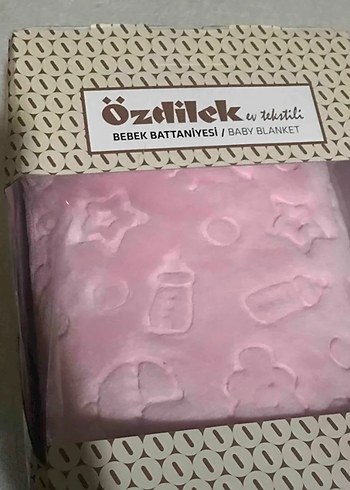 Özdilek ev tekstili
BEBEK BATTANİYESİ / BABY BLANKET